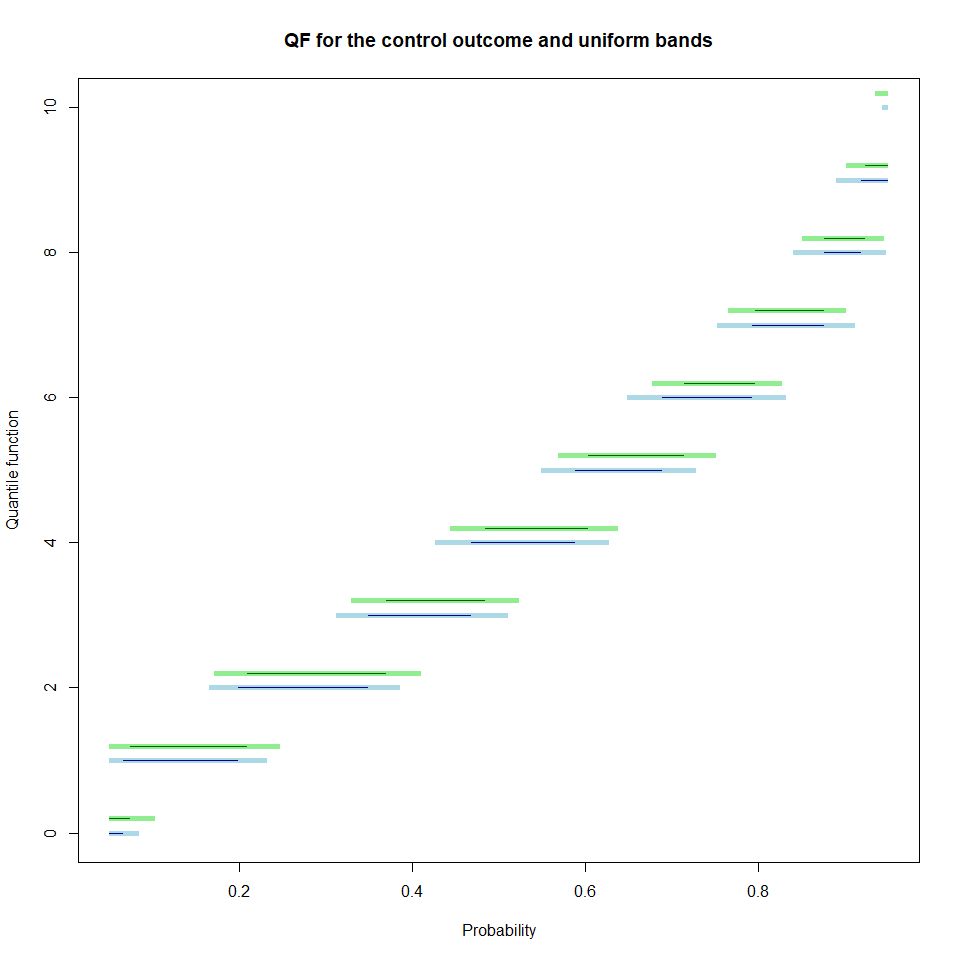 QF for the control outcome and uniform bands
Quantile function
10
8
6
4
2
0
0.2 0.4 0.6 0.8
Probability